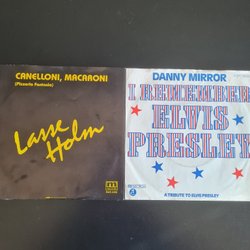 CANELLONI, MACARONI
(Pizzeria Fantasia)
Lasse
Holm
DANNY MIRROR
I REMEMBER
ELVIS
PRESLEY
A TRIBUTE TO ELVIS PRESLEY